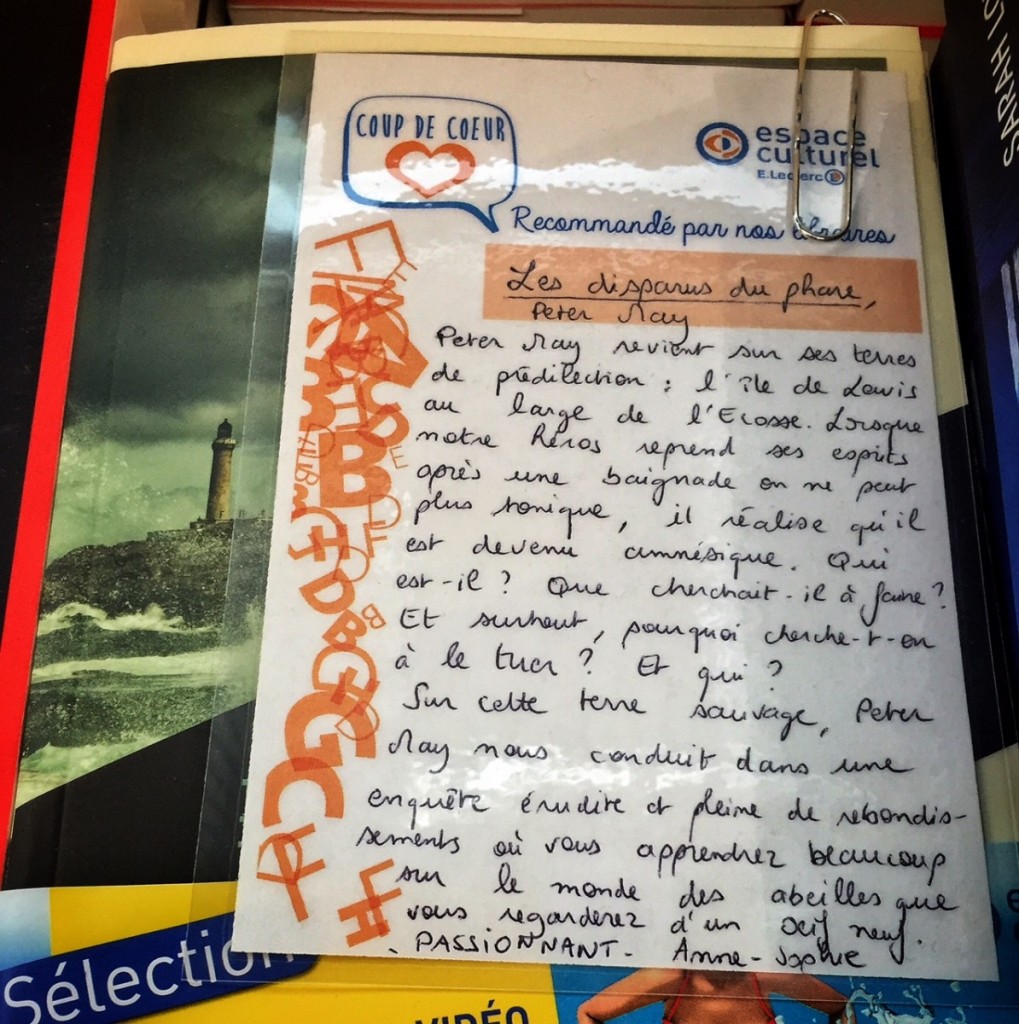 COUP DE COEUR
espace
culturel
E.Leclerc
Recommandé par nos libraires
Les disparus du phare,
Peter May
Peter May revient sur ses terres
de prédilection : l'île de Lewis
au large de l'Ecosse. Lorsque
notre héros reprend ses esprits
après une baignade on ne peut
plus tonique, il réalise qu'il
est devenu amnésique. Qui
est-il ? Que cherchait-il à faire ?
Et surtout, pourquoi cherche-t-on
à le tuer ? Et qui ?
Sur cette terre sauvage, Peter
May nous conduit dans une
enquête érudite et pleine de rebondis-
sements où vous apprendrez beaucoup
sur le monde des abeilles que
vous regarderez d'un oeil neuf.
. PASSIONNANT - Anne-Sophie
Sélection
VIDÉO
SARAH LO